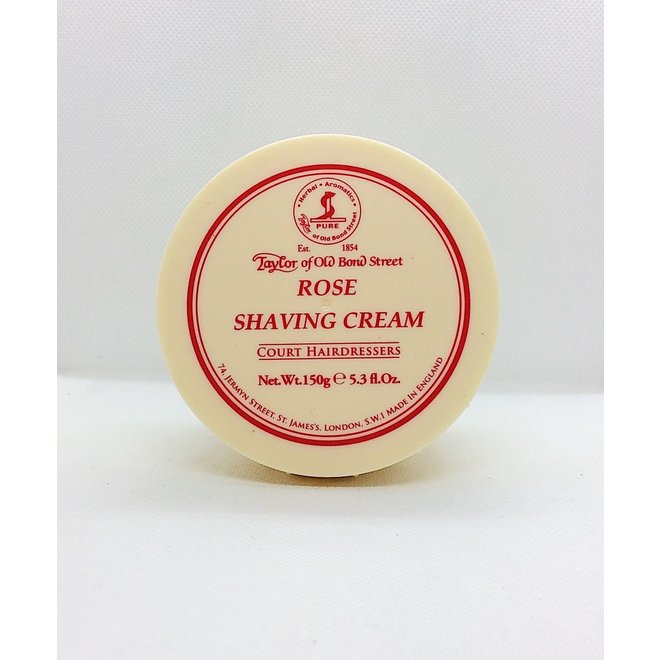 Herbal • Aromatics •
PURE
Taylor of Old Bond Street
Est. 1854
Taylor of Old Bond Street
ROSE
SHAVING CREAM
COURT HAIRDRESSERS
Net.Wt.150g ℮ 5.3 fl.Oz.
74, JERMYN STREET, ST. JAMES'S, LONDON, S.W.1 MADE IN ENGLAND